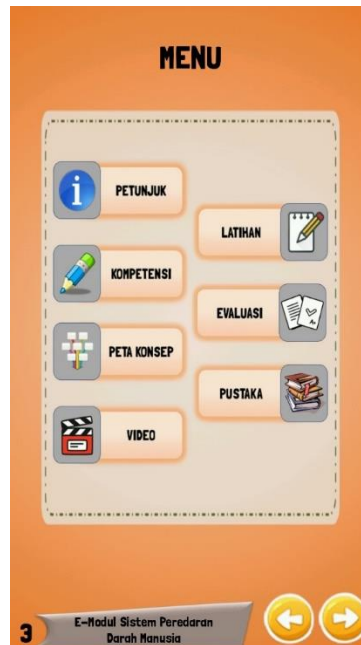 MENU
PETUNJUK
LATIHAN
KOMPETENSI
EVALUASI
PETA KONSEP
PUSTAKA
VIDEO
3
E-Modul Sistem Peredaran
Darah Manusia